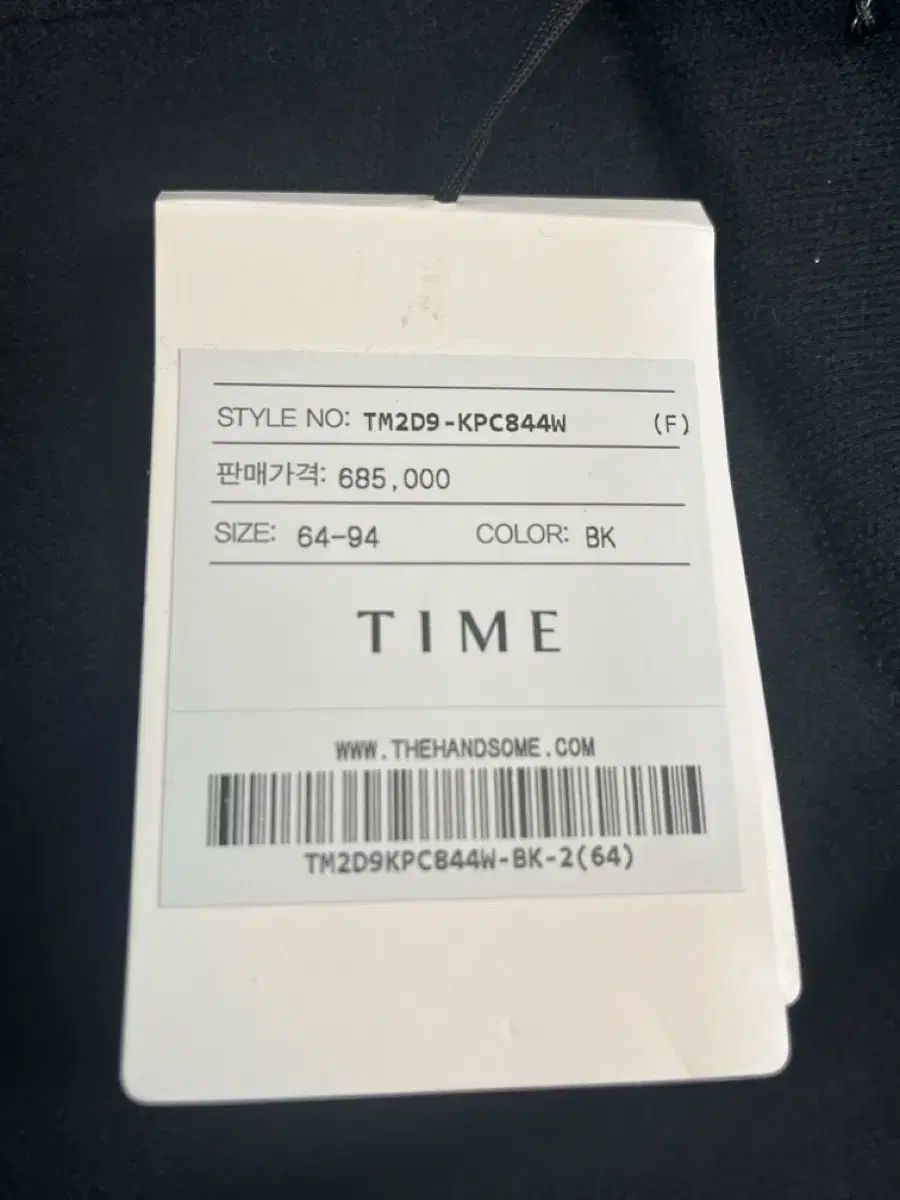 STYLE NO: TM2D9-KPC844W (F)
판매가격: 685,000
SIZE: 64-94 COLOR: BK
TIME
WWW.THEHANDSOME.COM
TM2D9KPC844W-BK-2(64)